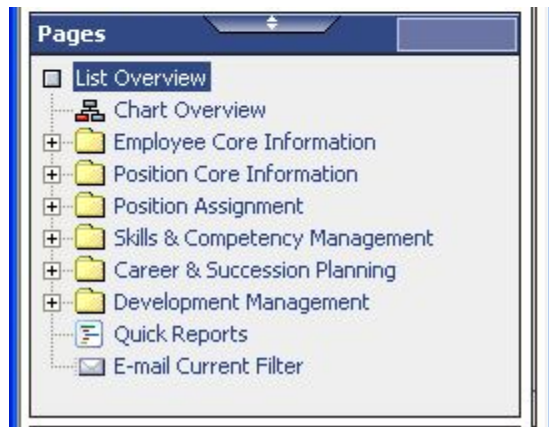 Pages
List Overview
Chart Overview
Employee Core Information
Position Core Information
Position Assignment
Skills & Competency Management
Career & Succession Planning
Development Management
Quick Reports
E-mail Current Filter